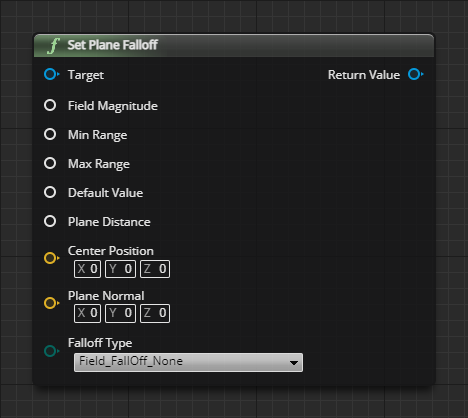 Set Plane Falloff
Target Return Value
Field Magnitude
Min Range
Max Range
Default Value
Plane Distance
Center Position
X 0 Y 0 Z 0
Plane Normal
X 0 Y 0 Z 0
Falloff Type
Field_FallOff_None